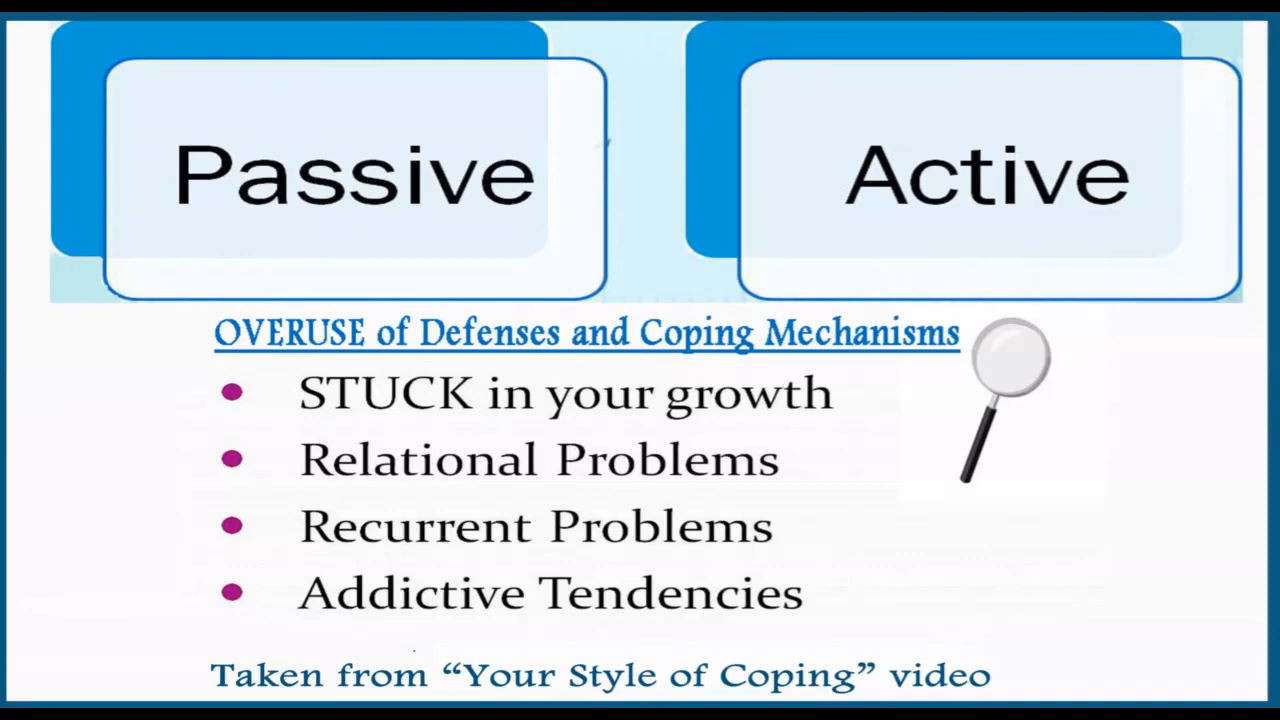 Passive
Active
OVERUSE of Defenses and Coping Mechanisms
STUCK in your growth
Relational Problems
Recurrent Problems
Addictive Tendencies
Taken from “Your Style of Coping” video